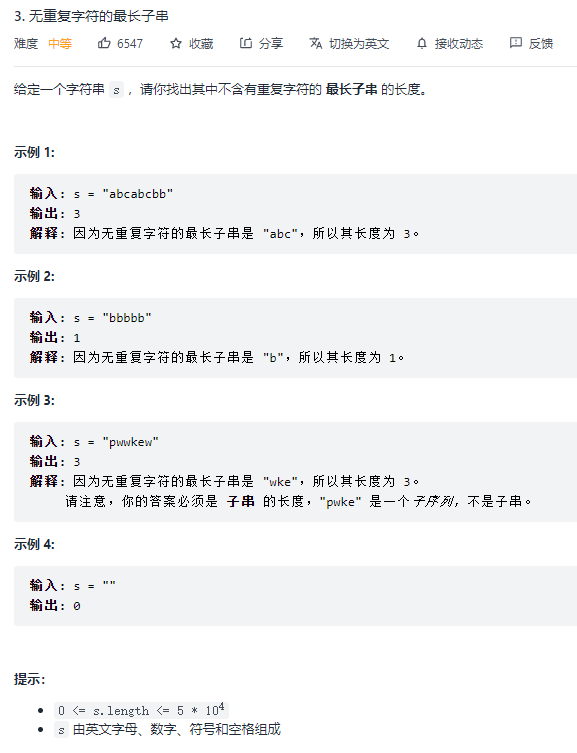 3. 无重复字符的最长子串
难度 中等 6547 收藏 分享 切换为英文 接收动态 反馈
给定一个字符串 s ，请你找出其中不含有重复字符的 最长子串 的长度。
示例 1:
输入: s = "abcabcbb"
输出: 3
解释: 因为无重复字符的最长子串是 "abc"，所以其长度为 3。
示例 2:
输入: s = "bbbbb"
输出: 1
解释: 因为无重复字符的最长子串是 "b"，所以其长度为 1。
示例 3:
输入: s = "pwwkew"
输出: 3
解释: 因为无重复字符的最长子串是 "wke"，所以其长度为 3。
请注意，你的答案必须是 子串 的长度，"pwke" 是一个子序列，不是子串。
示例 4:
输入: s = ""
输出: 0
提示：
0 <= s.length <= 5 * 10⁴
s 由英文字母、数字、符号和空格组成